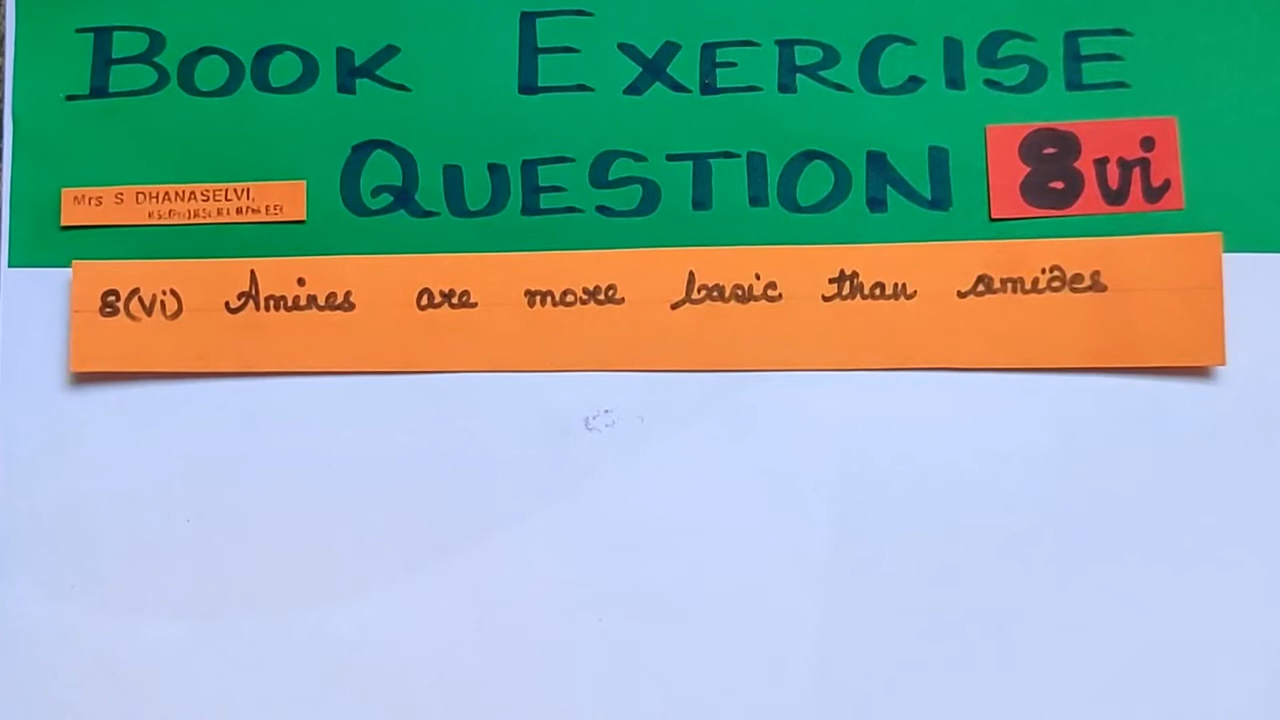 BOOK EXERCISE
QUESTION 8vi
Mrs S DHANASELVI,
8(vi) Amines are more basic than amides